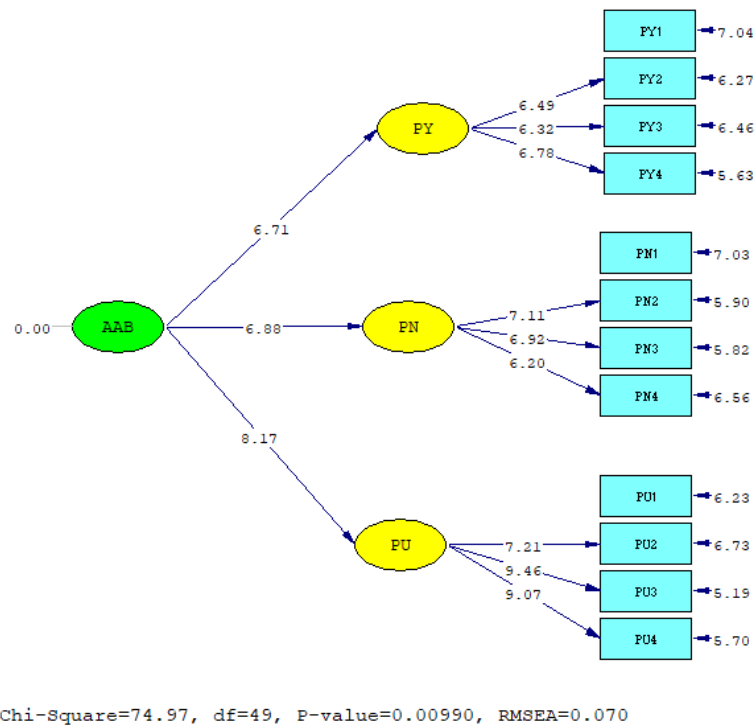 PY1
7.04
PY2
6.27
6.49
PY
6.32
PY3
6.46
6.78
PY4
5.63
6.71
PN1
7.03
PN2
5.90
7.11
0.00
AAB
6.88
PN
6.92
PN3
5.82
6.20
PN4
6.56
8.17
PU1
6.23
PU
7.21
PU2
6.73
9.46
PU3
5.19
9.07
PU4
5.70
Chi-Square=74.97, df=49, P-value=0.00990, RMSEA=0.070